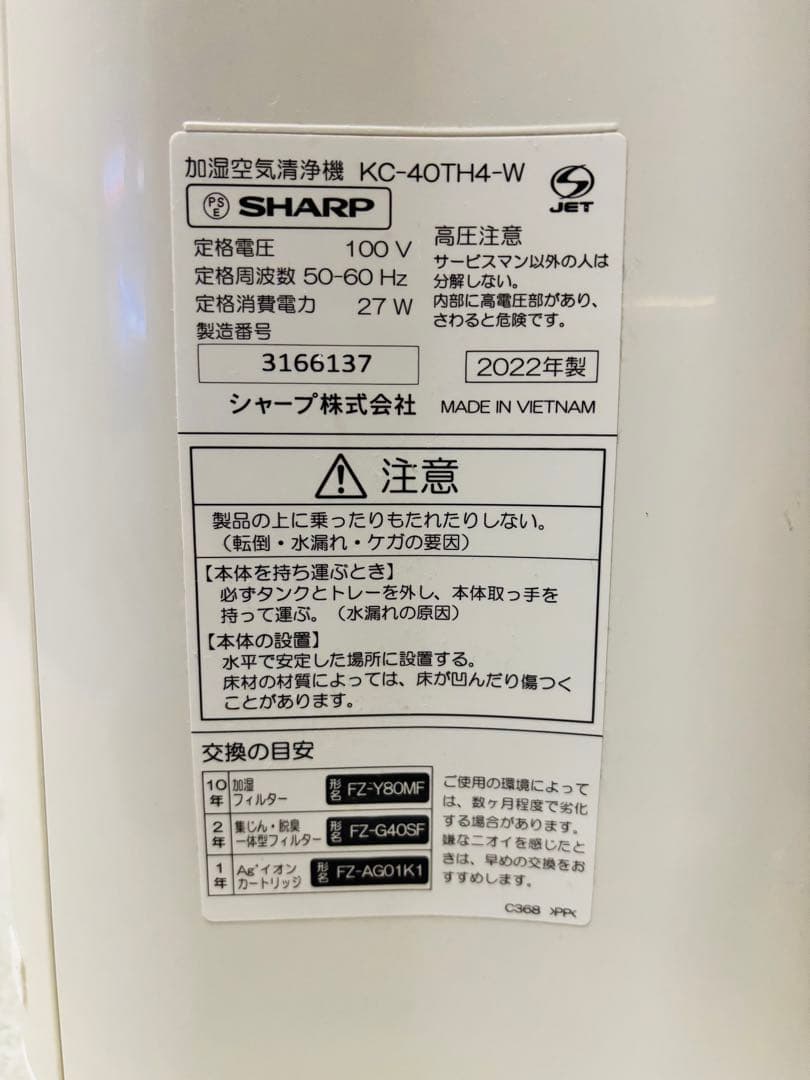 加湿空気清浄機 KC-40TH4-W
JET
PSE SHARP
定格電圧 100 V
定格周波数 50-60 Hz
定格消費電力 27 W
製造番号
3166137
高圧注意
サービスマン以外の人は
分解しない。
内部に高電圧部があり、
さわると危険です。
2022年製
シャープ株式会社 MADE IN VIETNAM
注意
製品の上に乗ったりもたれたりしない。
(転倒・水漏れ・ケガの要因)
【本体を持ち運ぶとき】
必ずタンクとトレーを外し、本体取っ手を
持って運ぶ。(水漏れの原因)
【本体の設置】
水平で安定した場所に設置する。
床材の材質によっては、床が凹んだり傷つく
ことがあります。
交換の目安
10年 加湿フィルター 形名 FZ-Y80MF
2年 集じん・脱臭一体型フィルター 形名 FZ-G40SF
1年 Ag⁺イオンカートリッジ 形名 FZ-AG01K1
ご使用の環境によって
は、数ヶ月程度で劣化
する場合があります。
嫌なニオイを感じたと
きは、早めの交換をお
すすめします。
C368 >PP<